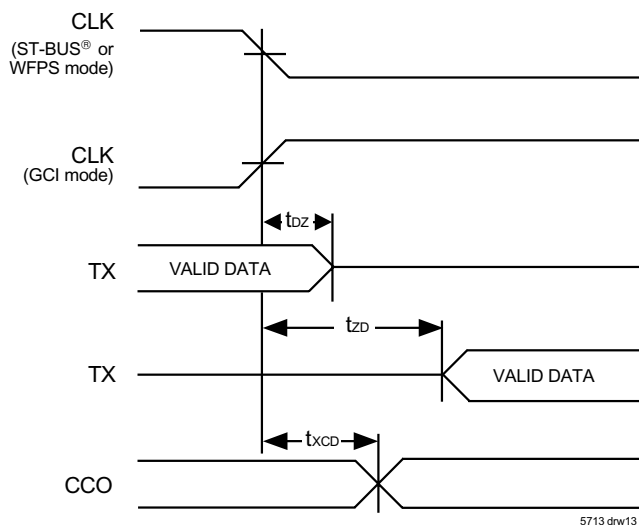 CLK
(ST-BUS® or
WFPS mode)
CLK
(GCI mode)
tDZ
TX
VALID DATA
tZD
TX
VALID DATA
tXCD
CCO
5713 drw13